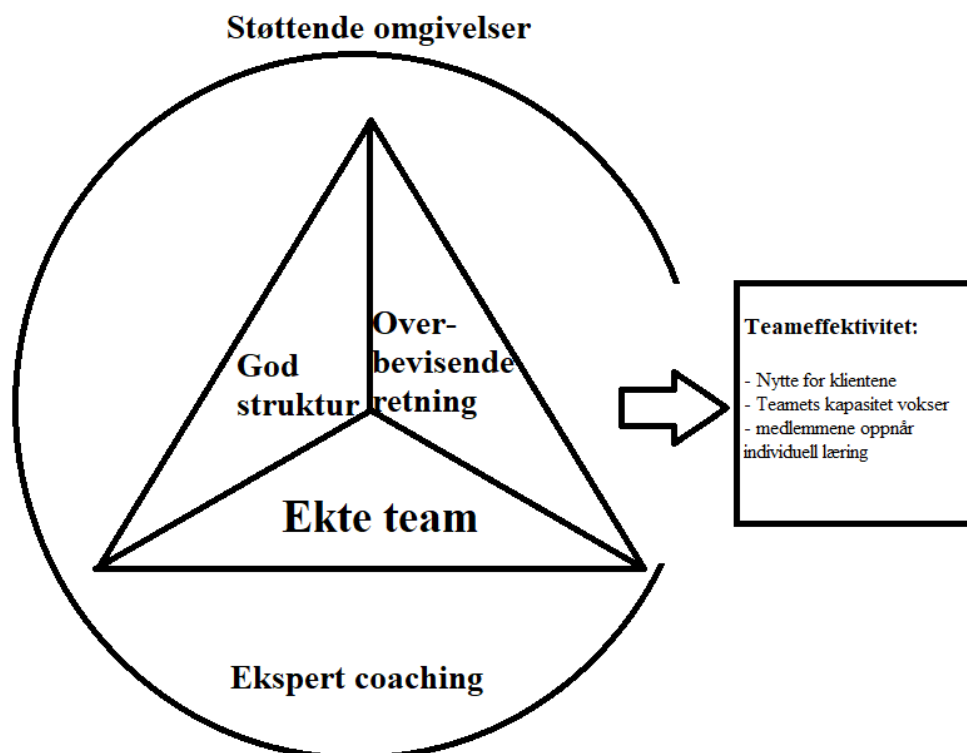 Støttende omgivelser
God
struktur
Over-
bevisende
retning
Ekte team
Ekspert coaching
Teameffektivitet:
- Nytte for klientene
- Teamets kapasitet vokser
- medlemmene oppnår
individuell læring